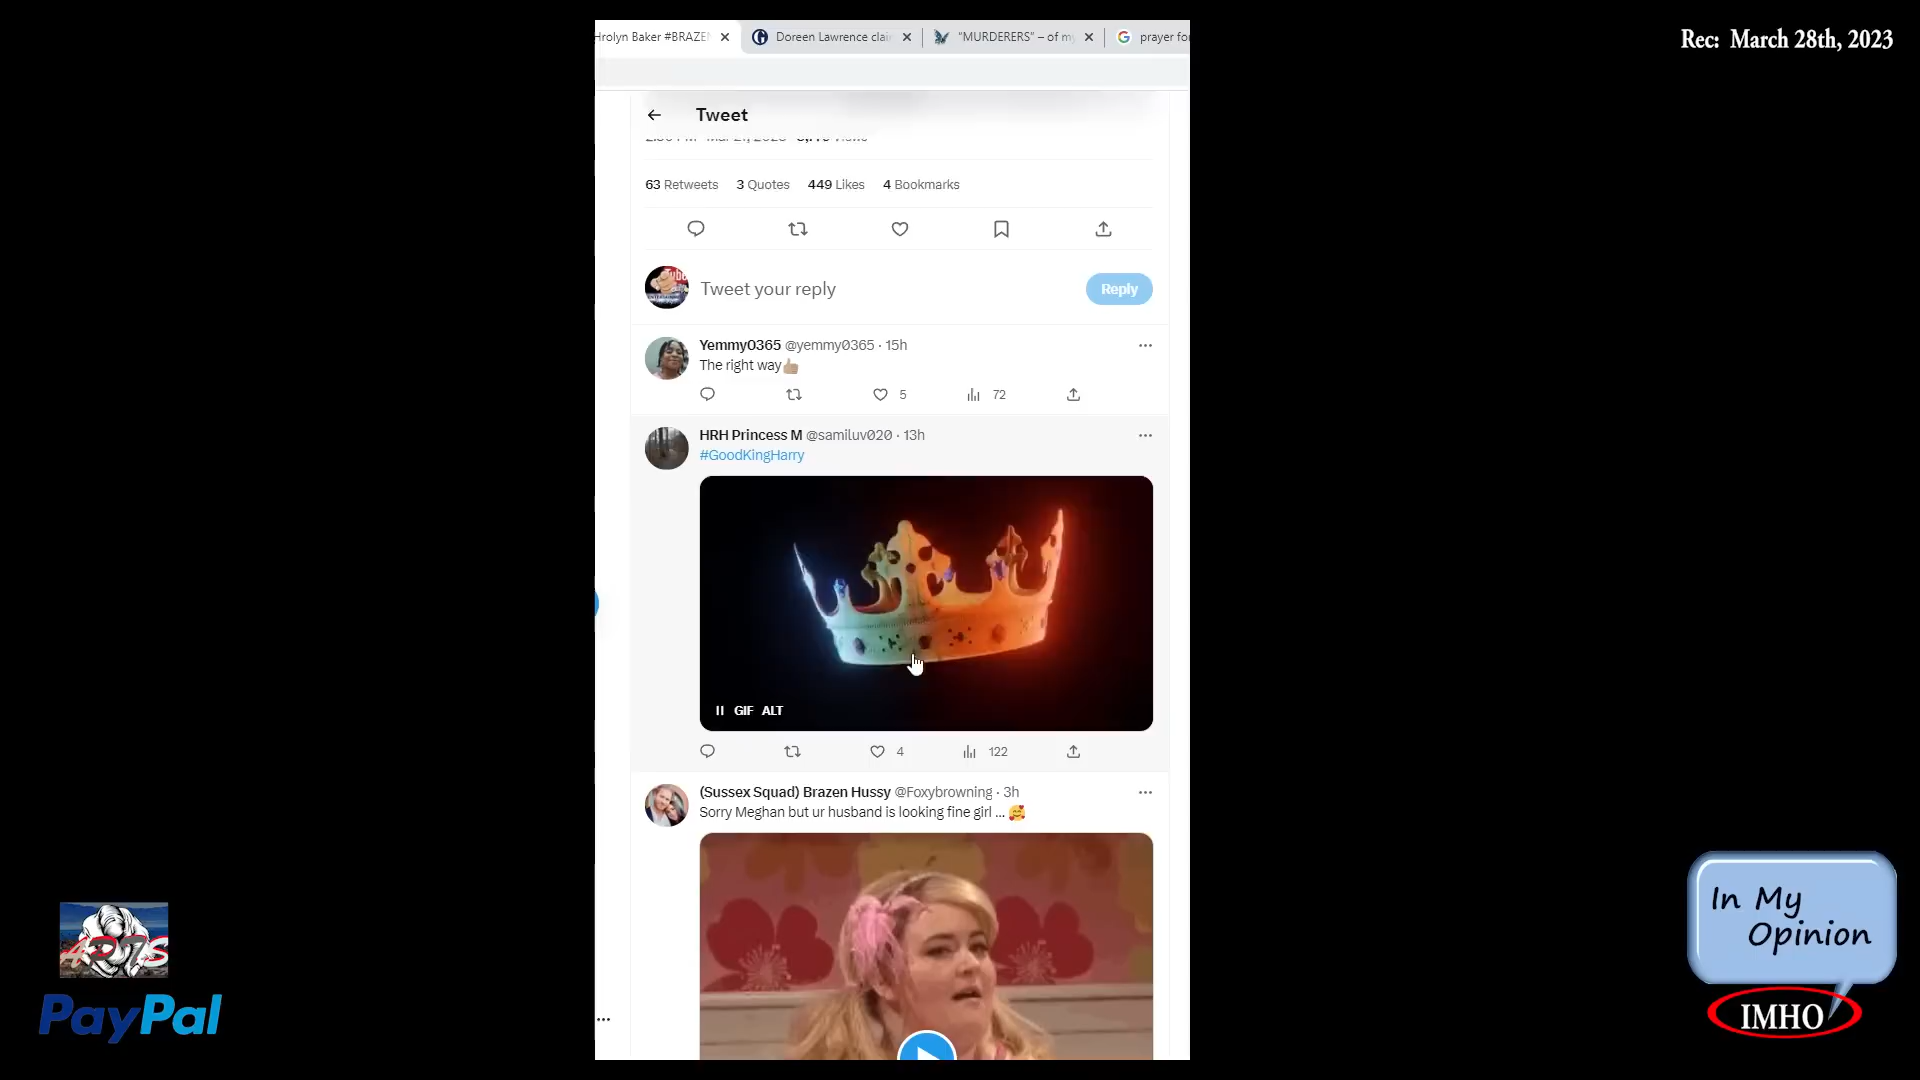 Hrolyn Baker #BRAZE
Doreen Lawrence clai
"MURDERERS" – of my
prayer fo
Rec: March 28th, 2023
Tweet
63 Retweets 3 Quotes 449 Likes 4 Bookmarks
Tweet your reply
Reply
Yemmy0365 @yemmy0365 · 15h
The right way👍🏼
5 72
HRH Princess M @samiluv020 · 13h
#GoodKingHarry
GIF ALT
4 122
(Sussex Squad) Brazen Hussy @Foxybrowning · 3h
Sorry Meghan but ur husband is looking fine girl ... 🥰
PayPal
In My
Opinion
IMHO